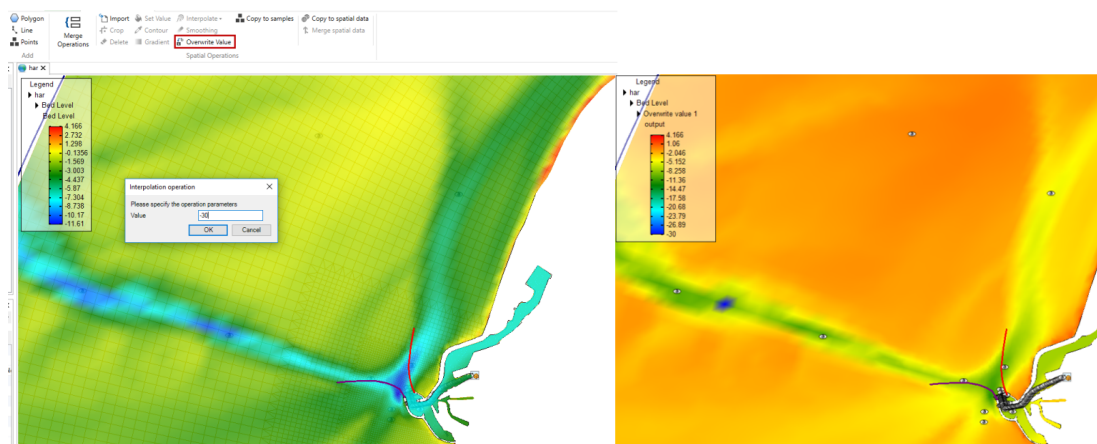 Polygon
Line
Points
Add
Merge
Operations
Import Set Value Interpolate Copy to samples Copy to spatial data
Crop Contour Smoothing Merge spatial data
Delete Gradient Overwrite Value
Spatial Operations
har X
Legend
har
Bed Level
Bed Level
4.166
2.732
1.298
-0.1356
-1.569
-3.003
-4.437
-5.87
-7.304
-8.738
-10.17
-11.61
Interpolation operation
Please specify the operation parameters
Value -30
OK Cancel
Legend
har
Bed Level
Overwrite value 1
output
4.166
1.06
-2.046
-5.152
-8.258
-11.36
-14.47
-17.58
-20.68
-23.79
-26.89
-30